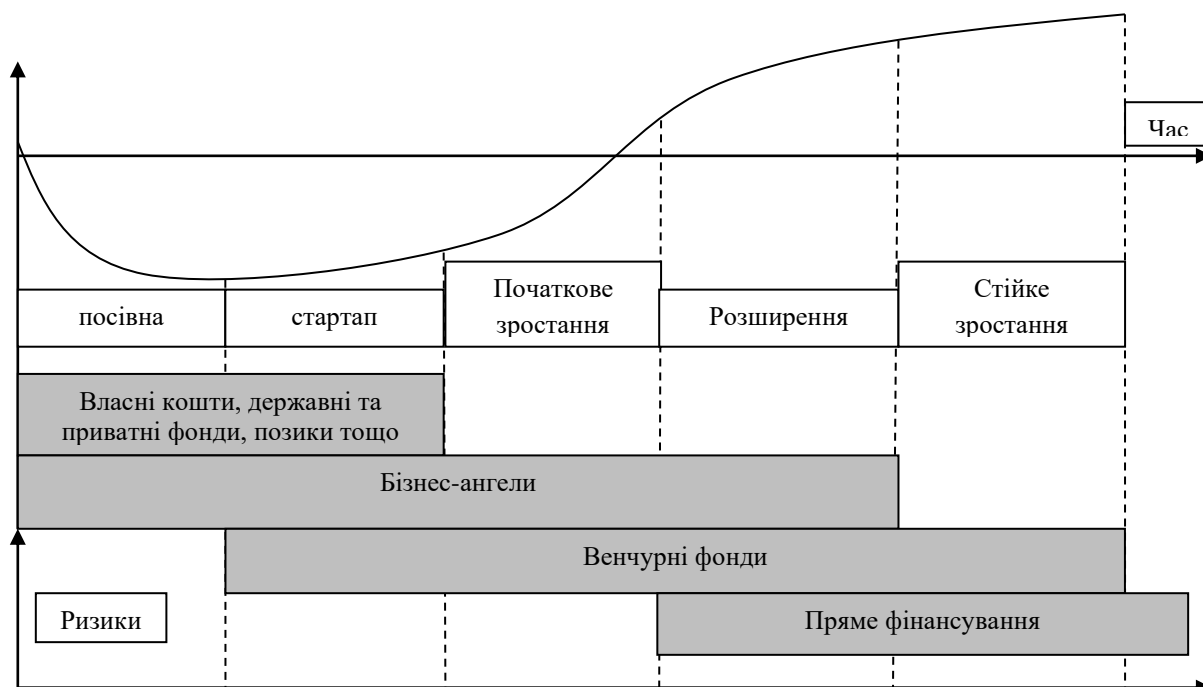 Час
посівна
стартап
Початкове
зростання
Розширення
Стійке
зростання
Власні кошти, державні та
приватні фонди, позики тощо
Бізнес-ангели
Венчурні фонди
Ризики
Пряме фінансування